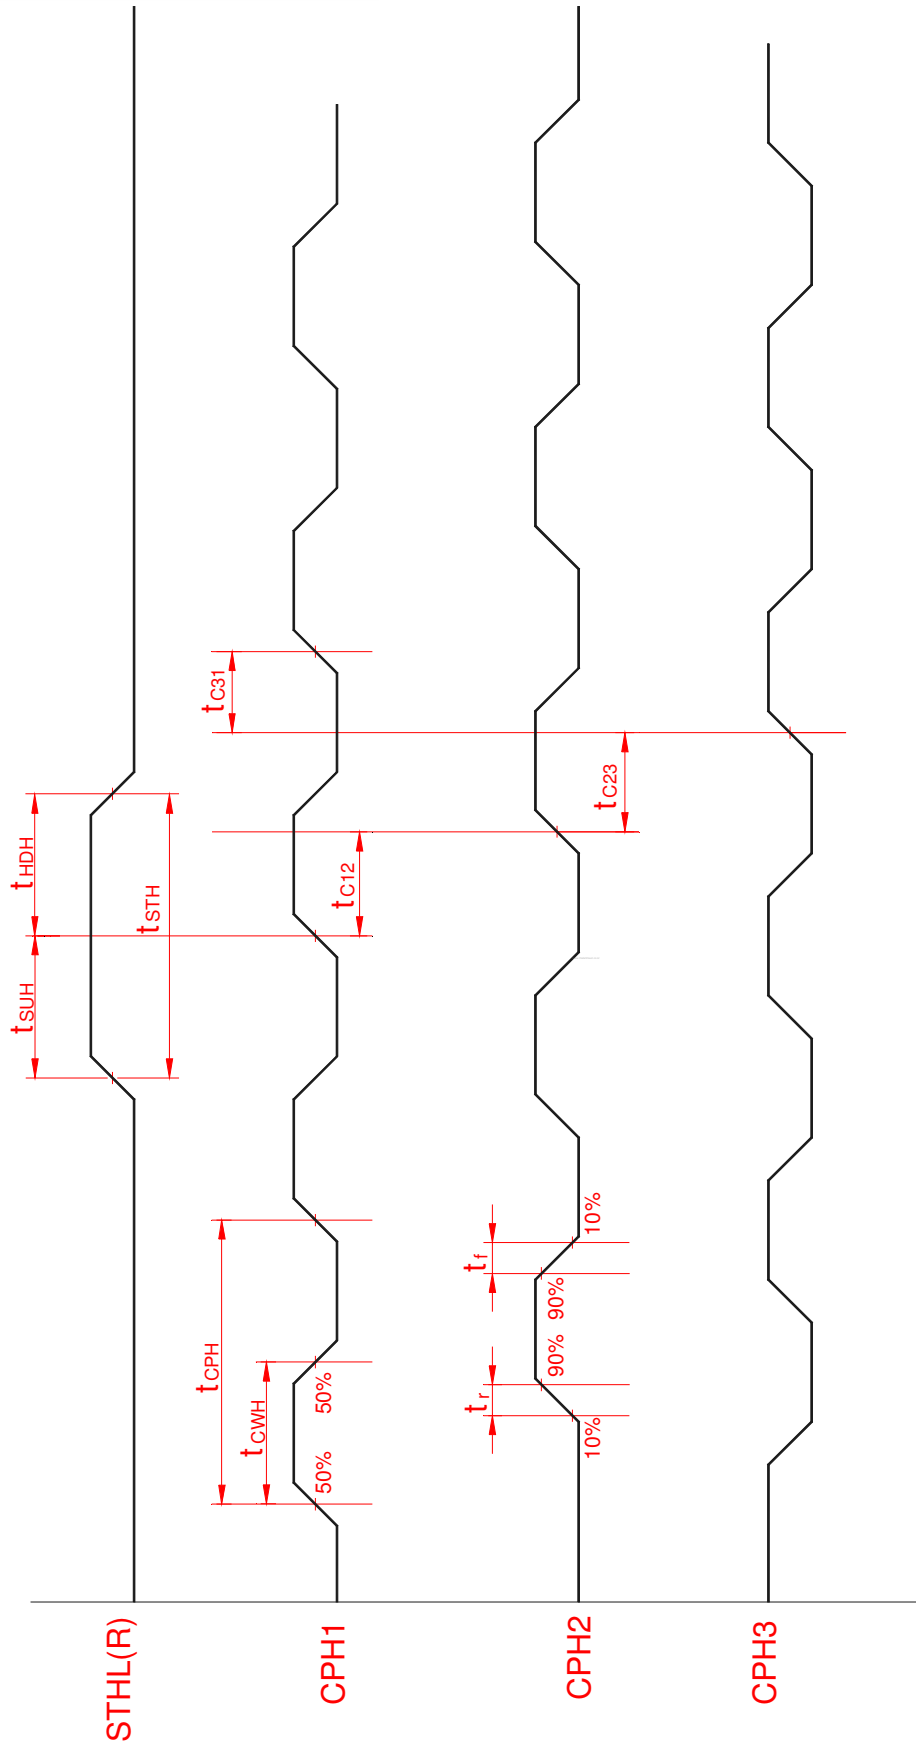 STHL(R)
tSUH
tHDH
tSTH
CPH1
tCPH
tCWH
50%
50%
tC12
tC31
CPH2
tr
tf
10%
90%
90%
10%
tC23
CPH3